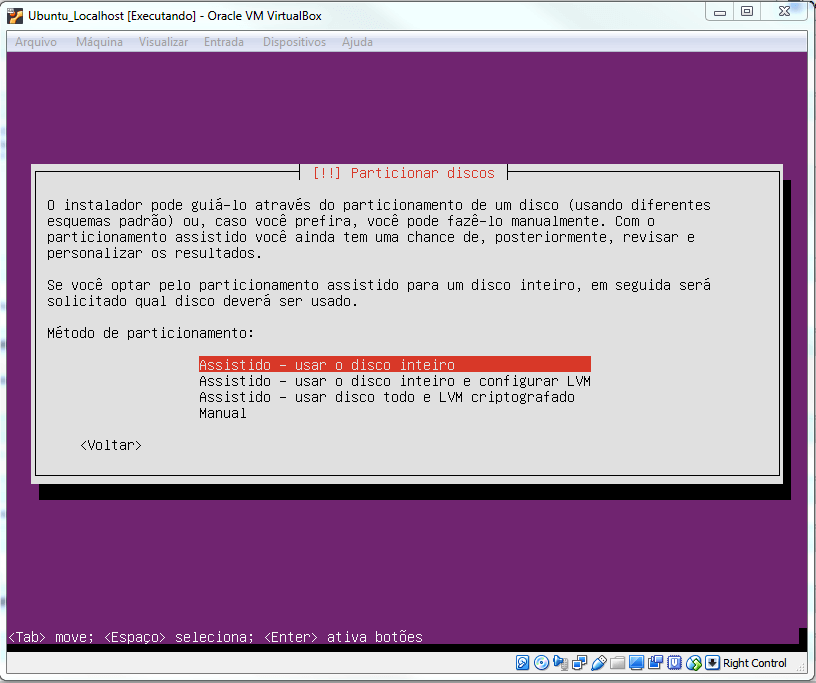 Ubuntu_Localhost [Executando] - Oracle VM VirtualBox
Arquivo Máquina Visualizar Entrada Dispositivos Ajuda
[!!] Particionar discos
O instalador pode guiá-lo através do particionamento de um disco (usando diferentes
esquemas padrão) ou, caso você prefira, você pode fazê-lo manualmente. Com o
particionamento assistido você ainda tem uma chance de, posteriormente, revisar e
personalizar os resultados.
Se você optar pelo particionamento assistido para um disco inteiro, em seguida será
solicitado qual disco deverá ser usado.
Método de particionamento:
Assistido - usar o disco inteiro
Assistido - usar o disco inteiro e configurar LVM
Assistido - usar disco todo e LVM criptografado
Manual
<Voltar>
<Tab> move; <Espaço> seleciona; <Enter> ativa botões
Right Control